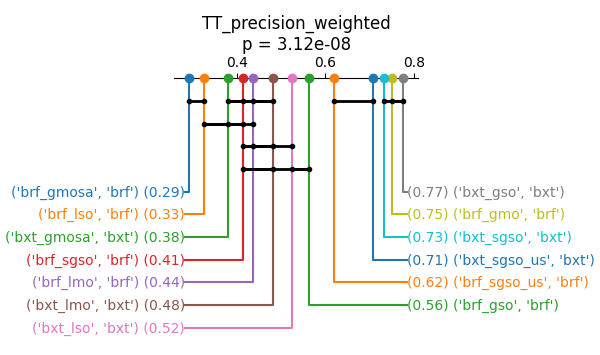 TT_precision_weighted
p = 3.12e-08
0.4 0.6 0.8
('brf_gmosa', 'brf') (0.29)
('brf_lso', 'brf') (0.33)
('bxt_gmosa', 'bxt') (0.38)
('brf_sgso', 'brf') (0.41)
('brf_lmo', 'brf') (0.44)
('bxt_lmo', 'bxt') (0.48)
('bxt_lso', 'bxt') (0.52)
(0.77) ('bxt_gso', 'bxt')
(0.75) ('brf_gmo', 'brf')
(0.73) ('bxt_sgso', 'bxt')
(0.71) ('bxt_sgso_us', 'bxt')
(0.62) ('brf_sgso_us', 'brf')
(0.56) ('brf_gso', 'brf')